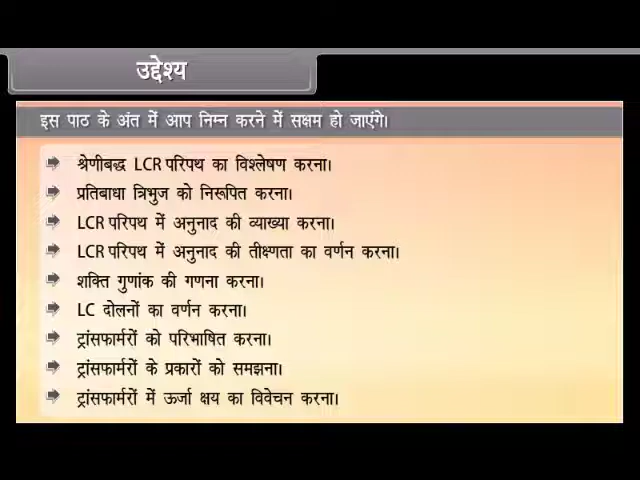 उद्देश्य
इस पाठ के अंत में आप निम्न करने में सक्षम हो जाएंगे।
श्रेणीबद्ध LCR परिपथ का विश्लेषण करना।
प्रतिबाधा त्रिभुज को निरूपित करना।
LCR परिपथ में अनुनाद की व्याख्या करना।
LCR परिपथ में अनुनाद की तीक्ष्णता का वर्णन करना।
शक्ति गुणांक की गणना करना।
LC दोलनों का वर्णन करना।
ट्रांसफार्मरों को परिभाषित करना।
ट्रांसफार्मरों के प्रकारों को समझना।
ट्रांसफार्मरों में ऊर्जा क्षय का विवेचन करना।